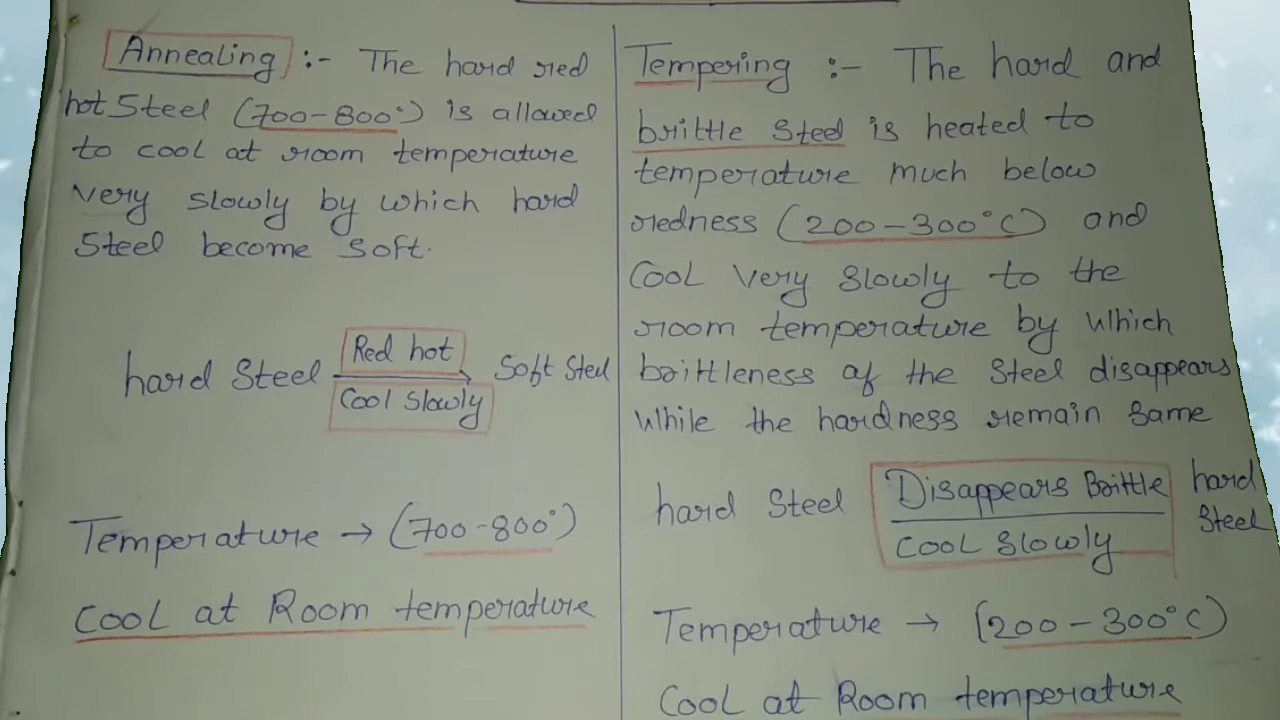 Annealing :- The hard red
hot Steel (700-800°) is allowed
to cool at room temperature
very slowly by which hard
Steel become soft.
hard Steel Red hot Soft Steel
Cool Slowly
Temperature → (700-800°)
Cool at Room temperature
Tempering :- The hard and
brittle Steel is heated to
temperature much below
redness (200-300°C) and
Cool very slowly to the
room temperature by which
brittleness of the Steel disappears
While the hardness remain same
hard Steel Disappears Brittle hard
Cool Slowly Steel
Temperature → (200-300°C)
Cool at Room temperature